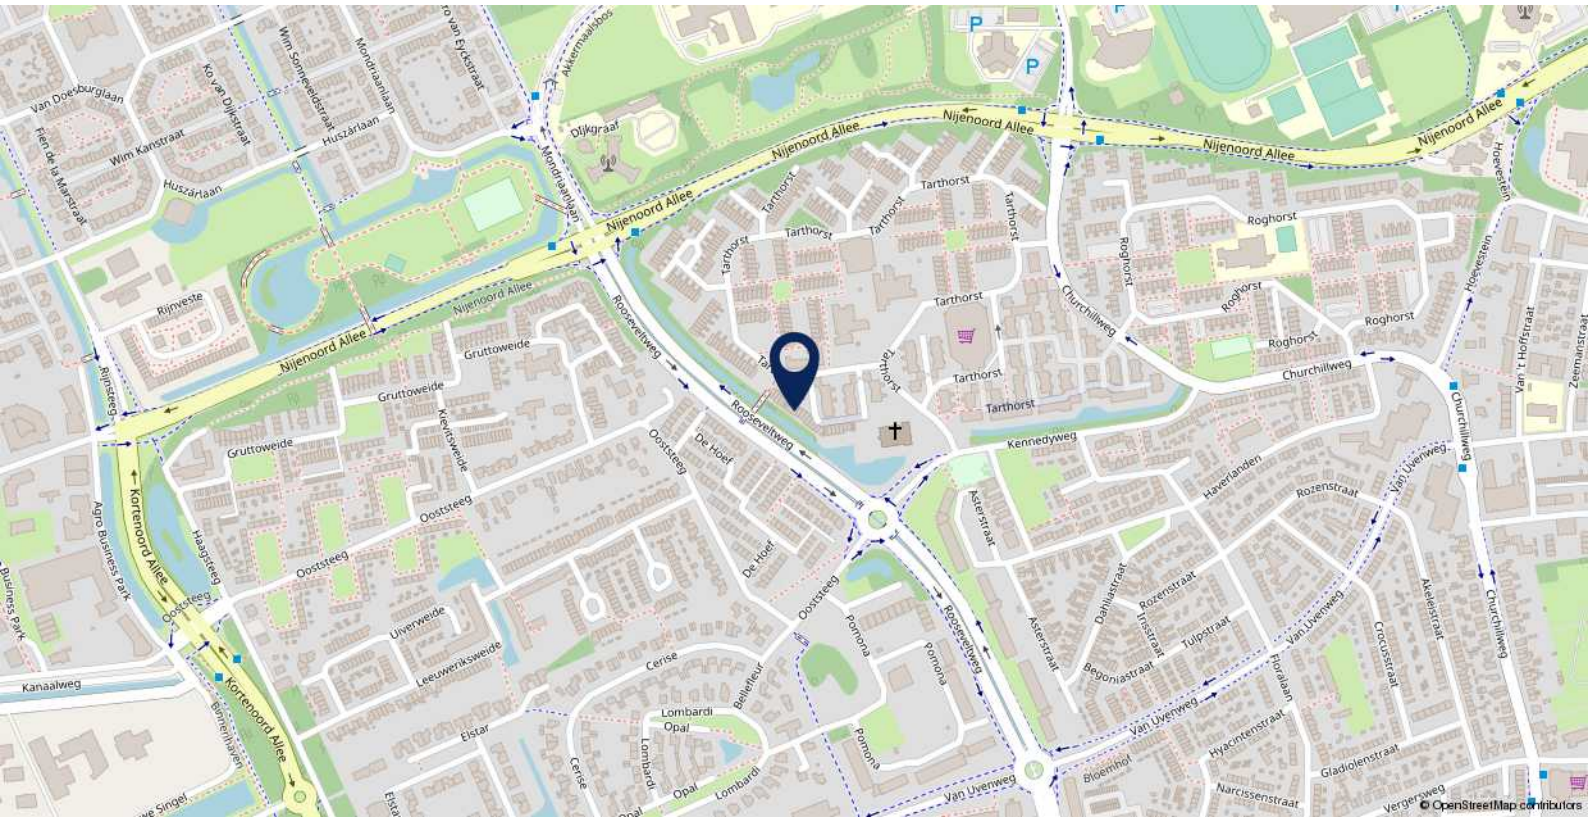 Akkermaalsbos
P
P
P
Van Doesburglaan
Ko van Dijkstraat
Wim Sonneveldstraat
Mondriaanlaan
Fien de la Marstraat
Wim Kanstraat
Huszárlaan
Huszárlaan
Mondriaanlaan
Dijkgraaf
Nijenoord Allee
Nijenoord Allee
Nijenoord Allee
Nijenoord Allee
Nijenoord Allee
Nijenoord Allee
Nijenoord Allee
Hoevestein
Hoevestein
Tarthorst
Tarthorst
Tarthorst
Tarthorst
Tarthorst
Tarthorst
Tarthorst
Tarthorst
Tarthorst
Tarthorst
Roghorst
Roghorst
Roghorst
Roghorst
Roghorst
Rijnveste
Rijnsteeg
Gruttoweide
Gruttoweide
Gruttoweide
Kievitsweide
Rooseveltweg
Rooseveltweg
Rooseveltweg
Churchillweg
Churchillweg
Churchillweg
Churchillweg
Van 't Hoffstraat
Zeemanstraat
Kennedyweg
De Hoef
De Hoef
Ooststeeg
Ooststeeg
Ooststeeg
Ooststeeg
Ooststeeg
Haverlanden
Rozenstraat
Rozenstraat
Van Uvenweg
Van Uvenweg
Van Uvenweg
Van Uvenweg
Asterstraat
Asterstraat
Dahliastraat
Irisstraat
Tulpstraat
Begoniastraat
Floralaan
Crocusstraat
Akeleistraat
Hyacintenstraat
Gladiolenstraat
Narcissenstraat
Vergersweg
Bloemhof
Agro Business Park
Business Park
Kortenoord Allee
Kortenoord Allee
Haagsteeg
Kanaalweg
Binnenhaven
Uiverweide
Leeuweriksweide
Elstar
Cerise
Cerise
Bellefleur
Lombardi
Lombardi
Lombardi
Opal
Opal
Pomona
Pomona
Pomona
© OpenStreetMap contributors